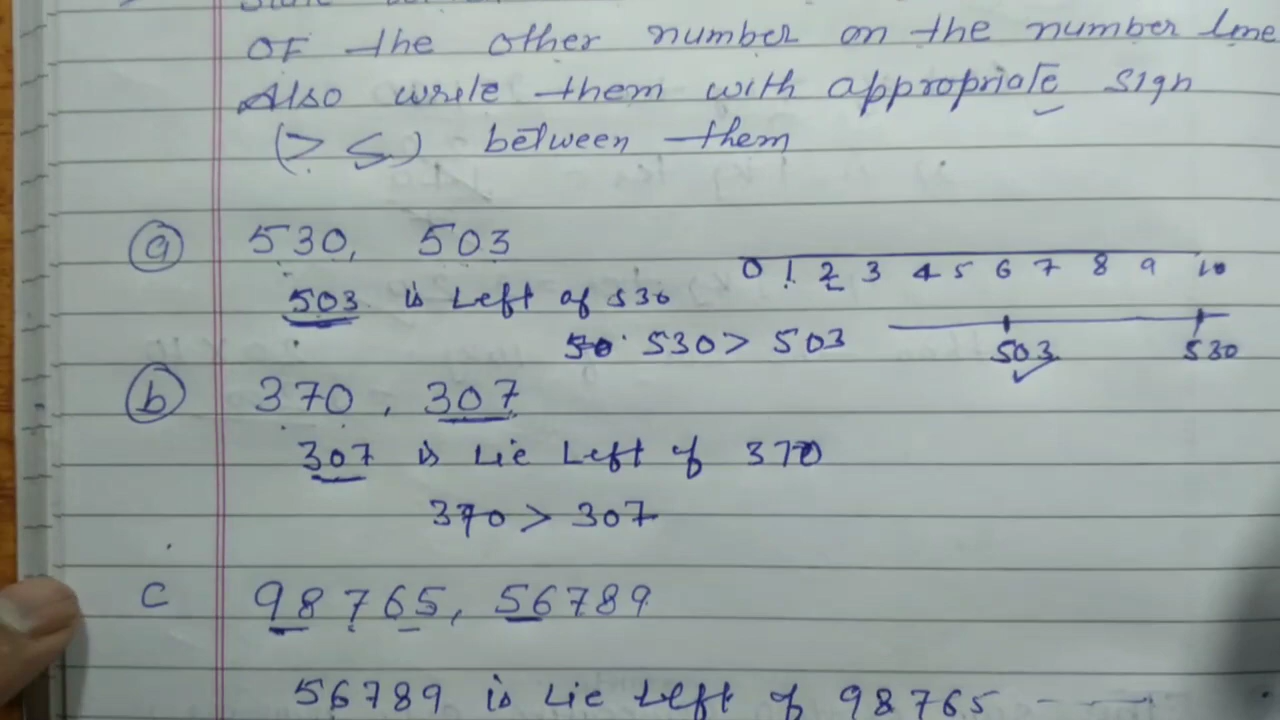 OF the other number on the number line
Also write them with appropriate sign
(> <) between them
(a) 530, 503
0 1 2 3 4 5 6 7 8 9 10
503 is Left of 530
530 > 503
503 530
(b) 370, 307
307 is Lie Left of 370
370 > 307
C 98765, 56789
56789 is Lie Left of 98765